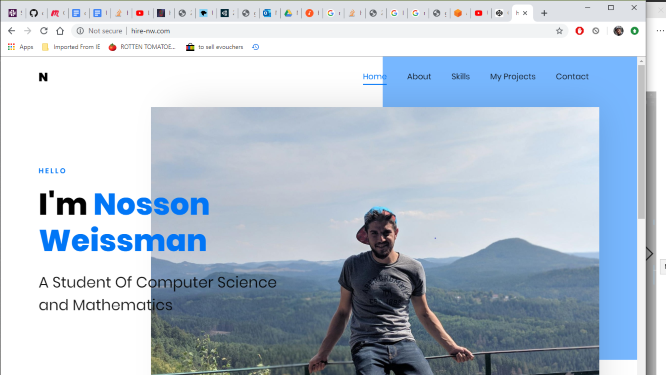 Not secure | hire-nw.com
Apps Imported From IE ROTTEN TOMATOE... to sell evouchers
N Home About Skills My Projects Contact
HELLO
I'm Nosson
Weissman
A Student Of Computer Science
and Mathematics